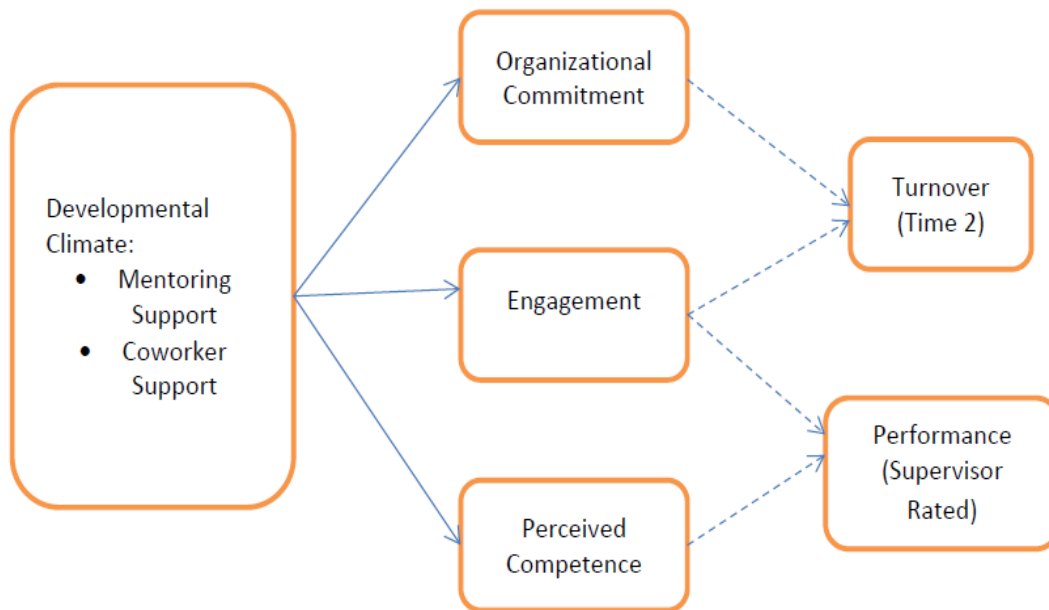 Developmental
Climate:
• Mentoring
Support
• Coworker
Support
Organizational
Commitment
Engagement
Perceived
Competence
Turnover
(Time 2)
Performance
(Supervisor
Rated)